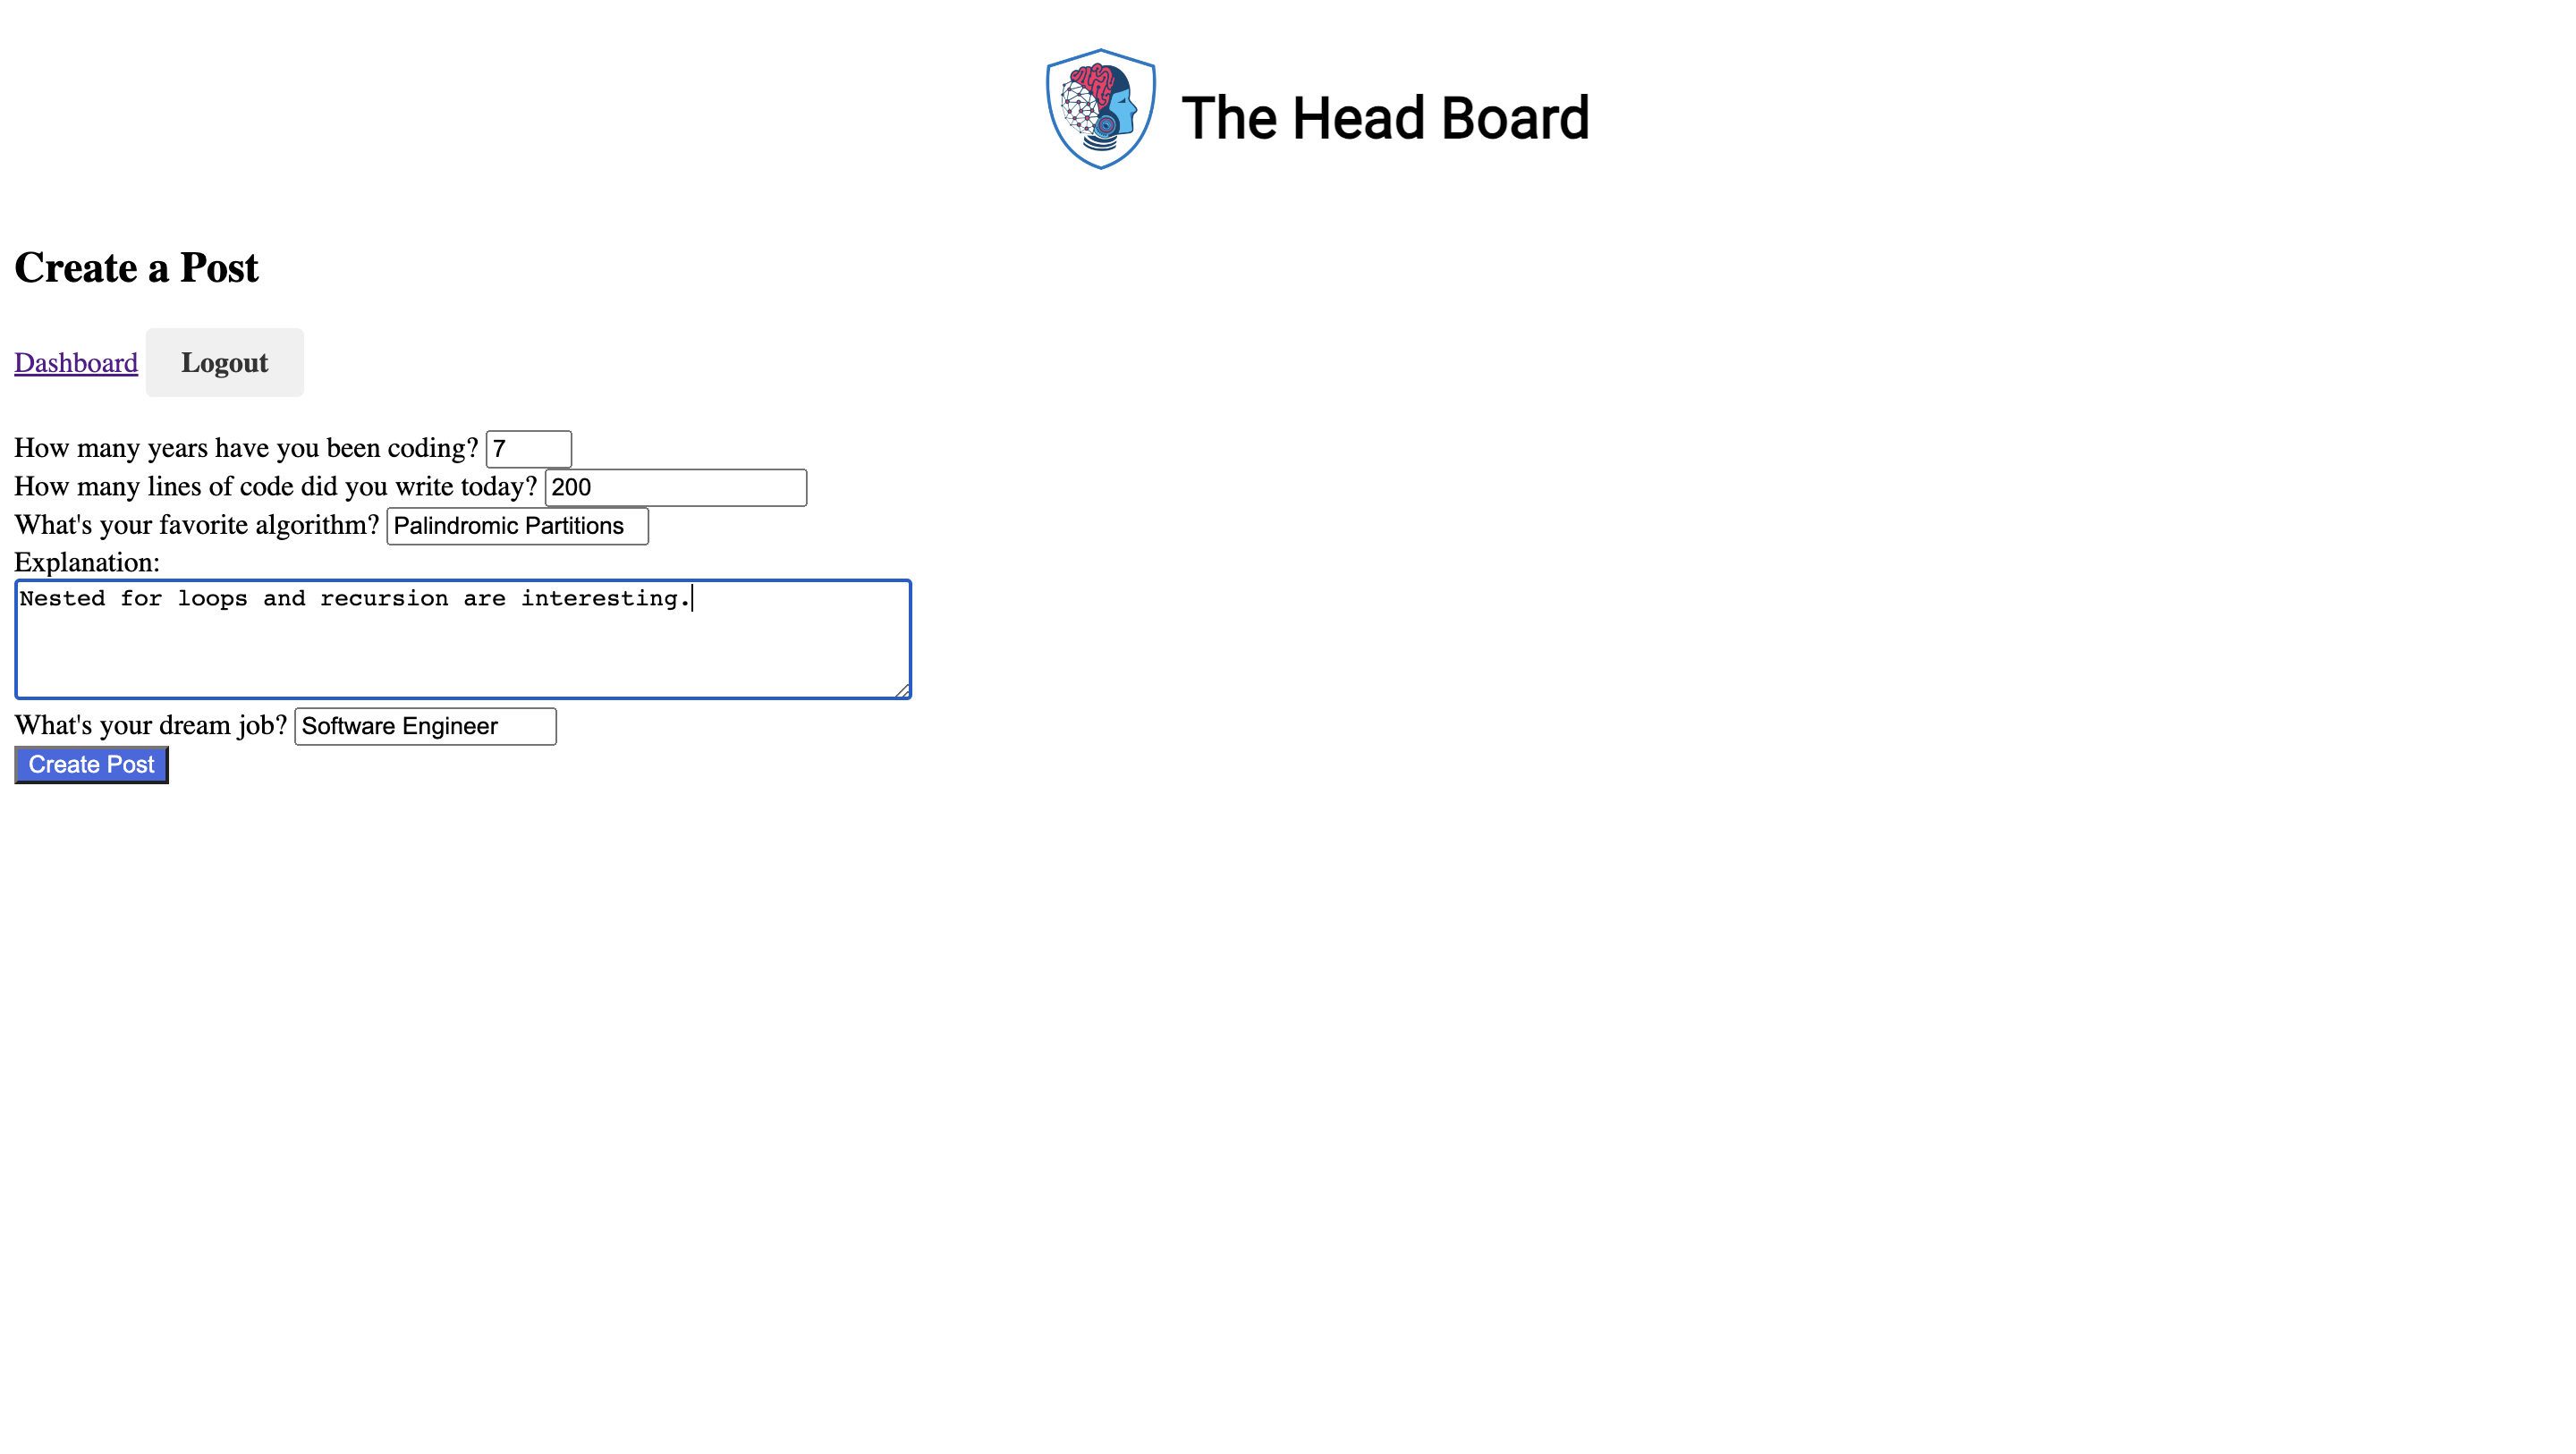 The Head Board
Create a Post
Dashboard Logout
How many years have you been coding? 7
How many lines of code did you write today? 200
What's your favorite algorithm? Palindromic Partitions
Explanation:
Nested for loops and recursion are interesting.
What's your dream job? Software Engineer
Create Post